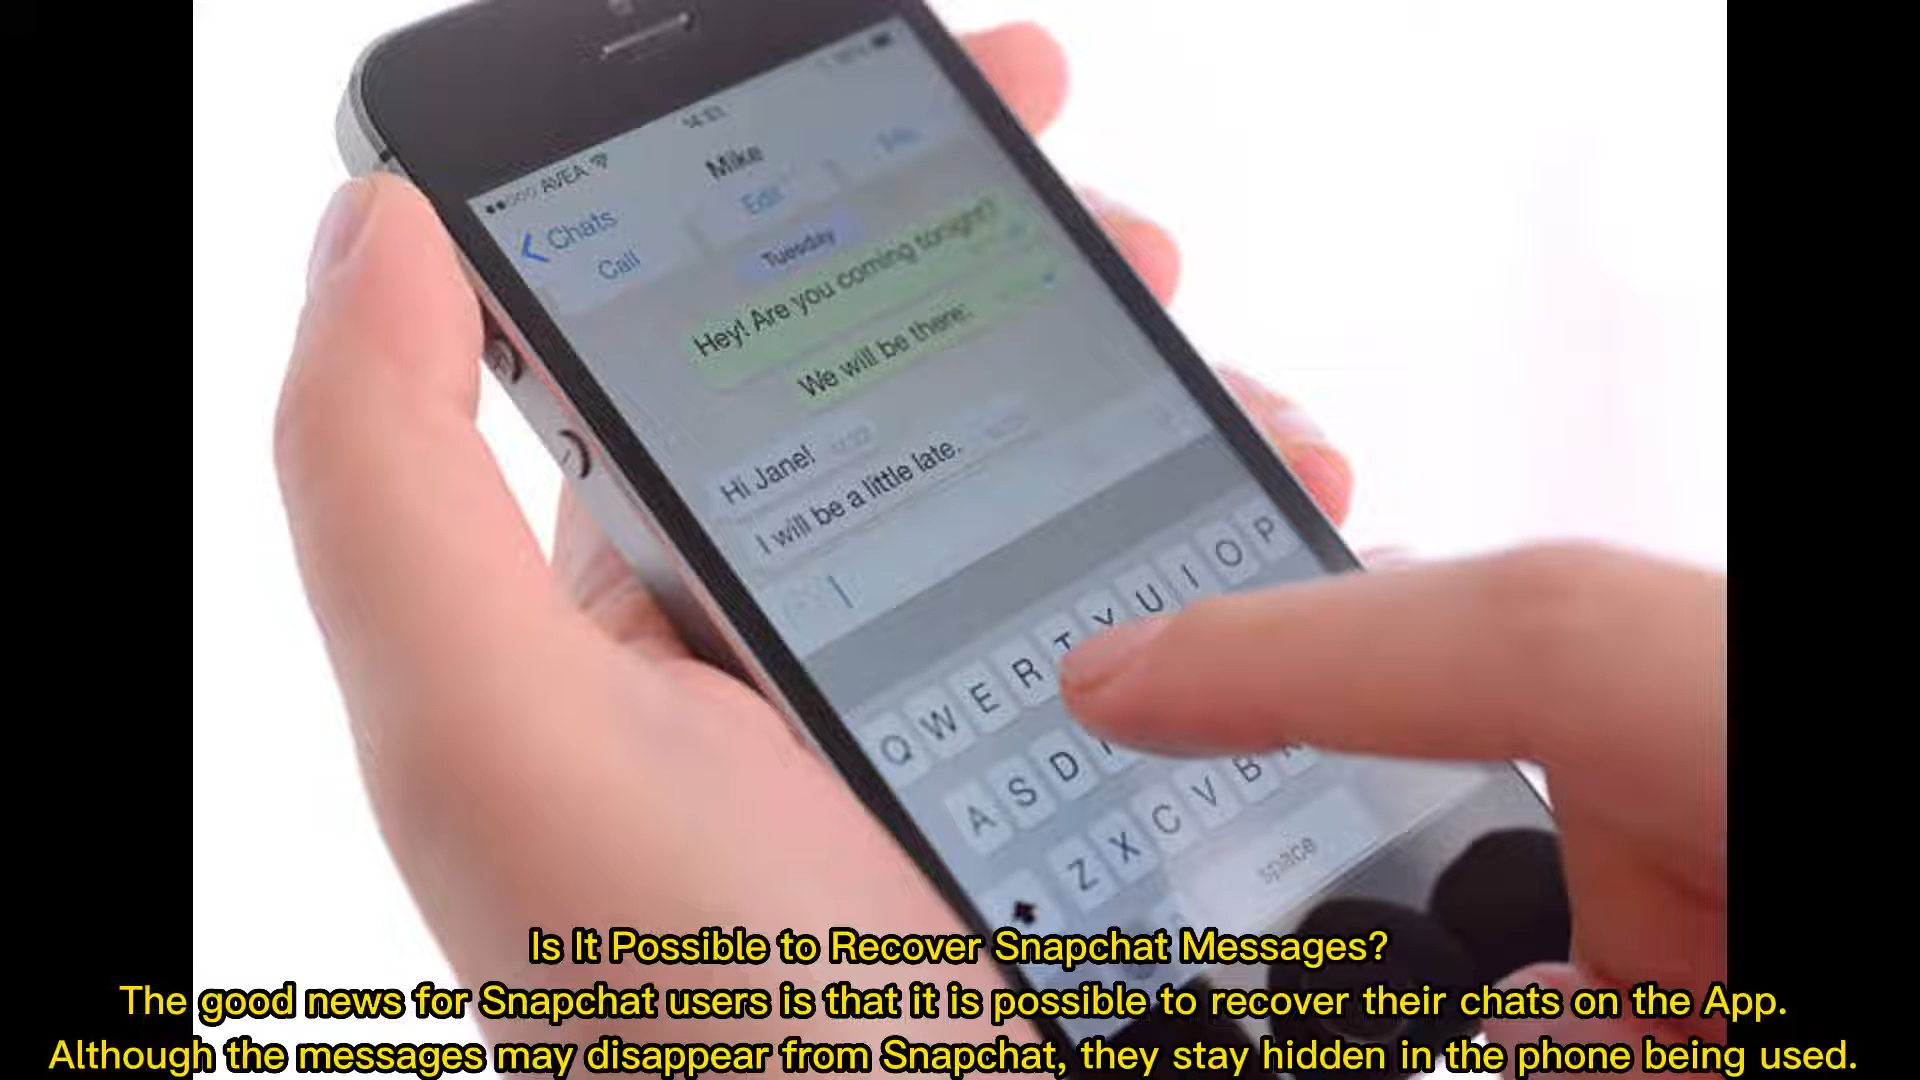 AVEA
Mike
Chats
Edit
Call
Tuesday
Hey! Are you coming tonight?
We will be there.
Hi Jane!
I will be a little late.
Q W E R T Y U I O P
A S D
Z X C V B
space
Is It Possible to Recover Snapchat Messages?
The good news for Snapchat users is that it is possible to recover their chats on the App.
Although the messages may disappear from Snapchat, they stay hidden in the phone being used.